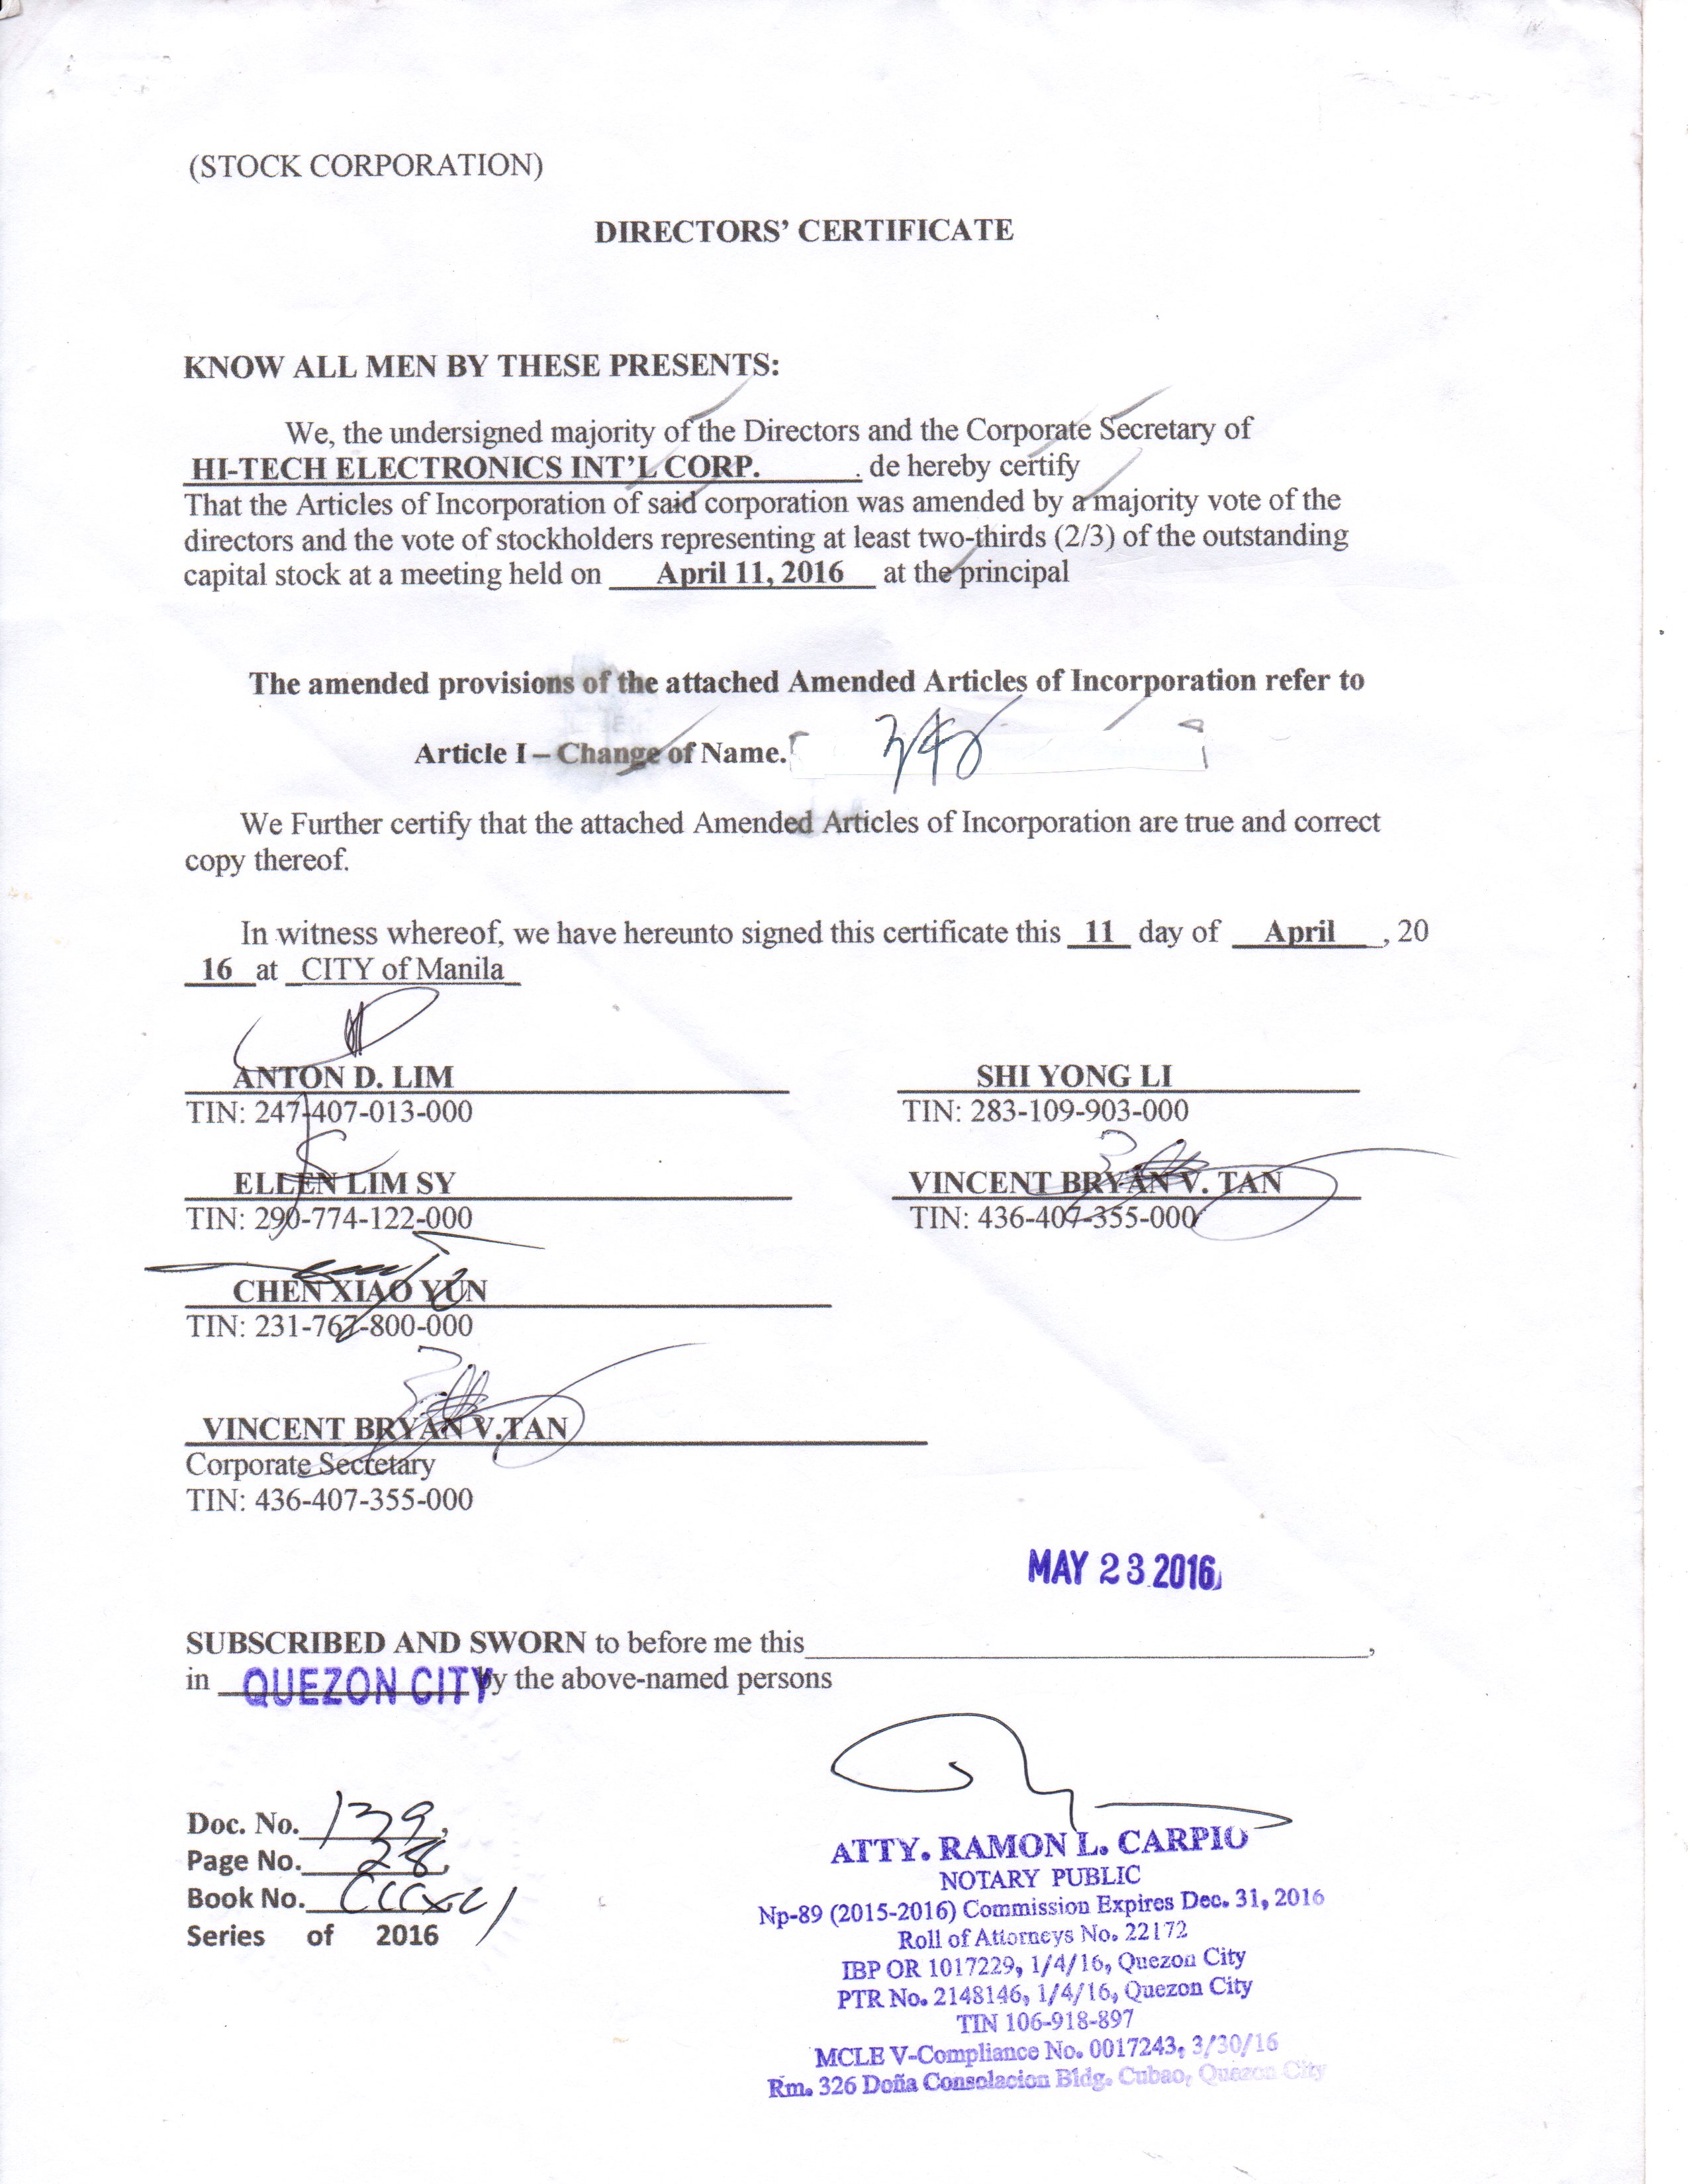 (STOCK CORPORATION)
DIRECTORS' CERTIFICATE
KNOW ALL MEN BY THESE PRESENTS:
We, the undersigned majority of the Directors and the Corporate Secretary of
HI-TECH ELECTRONICS INT'L CORP. . de hereby certify
That the Articles of Incorporation of said corporation was amended by a majority vote of the
directors and the vote of stockholders representing at least two-thirds (2/3) of the outstanding
capital stock at a meeting held on April 11, 2016 at the principal
The amended provisions of the attached Amended Articles of Incorporation refer to
Article I – Change of Name.
We Further certify that the attached Amended Articles of Incorporation are true and correct
copy thereof.
In witness whereof, we have hereunto signed this certificate this 11 day of April , 20
16 at CITY of Manila
ANTON D. LIM
TIN: 247-407-013-000
SHI YONG LI
TIN: 283-109-903-000
ELLEN LIM SY
TIN: 290-774-122-000
VINCENT BRYAN V. TAN
TIN: 436-407-355-000
CHEN XIAO YUN
TIN: 231-767-800-000
VINCENT BRYAN V.TAN
Corporate Secretary
TIN: 436-407-355-000
MAY 23 2016
SUBSCRIBED AND SWORN to before me this ,
in QUEZON CITY by the above-named persons
Doc. No. 139,
Page No. 28,
Book No.
Series of 2016
ATTY. RAMON L. CARPIO
NOTARY PUBLIC
Np-89 (2015-2016) Commission Expires Dec. 31, 2016
Roll of Attorneys No. 22172
IBP OR 1017229, 1/4/16, Quezon City
PTR No. 2148146, 1/4/16, Quezon City
TIN 106-918-897
MCLE V-Compliance No. 0017243, 3/30/16
Rm. 326 Doña Consolacion Bldg. Cubao, Quezon City